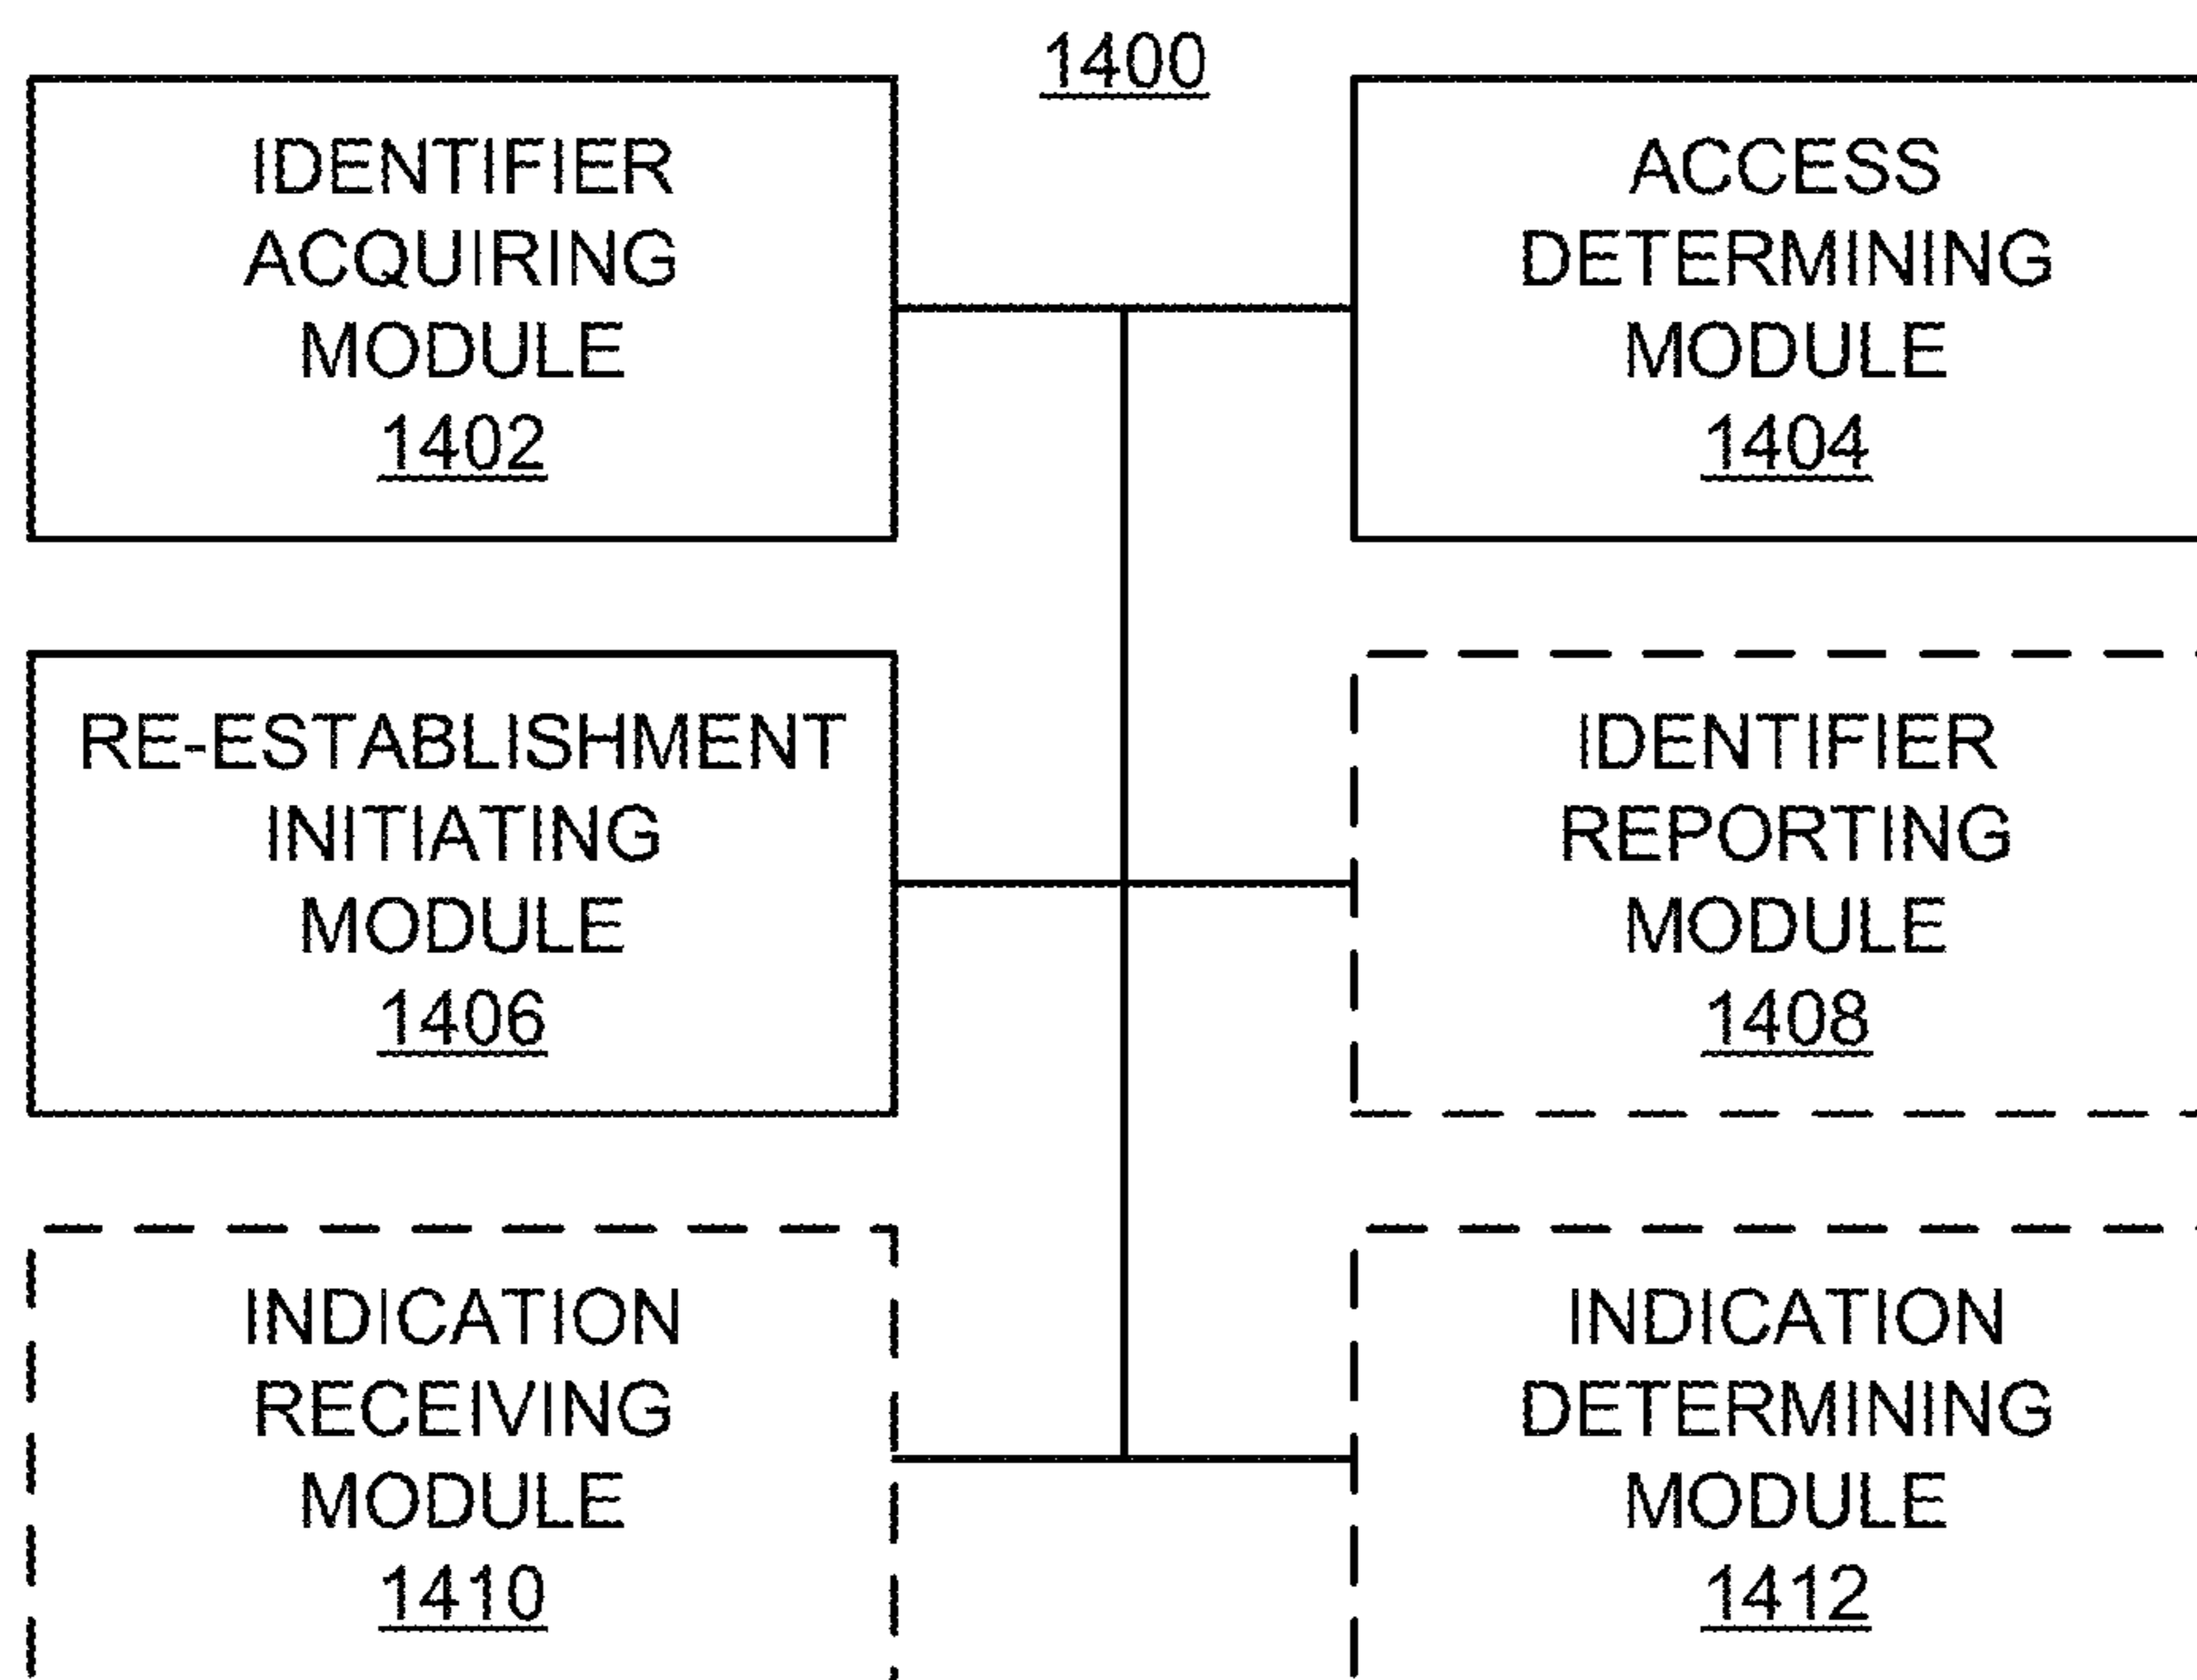 1400
IDENTIFIER
ACQUIRING
MODULE
1402
ACCESS
DETERMINING
MODULE
1404
RE-ESTABLISHMENT
INITIATING
MODULE
1406
IDENTIFIER
REPORTING
MODULE
1408
INDICATION
RECEIVING
MODULE
1410
INDICATION
DETERMINING
MODULE
1412